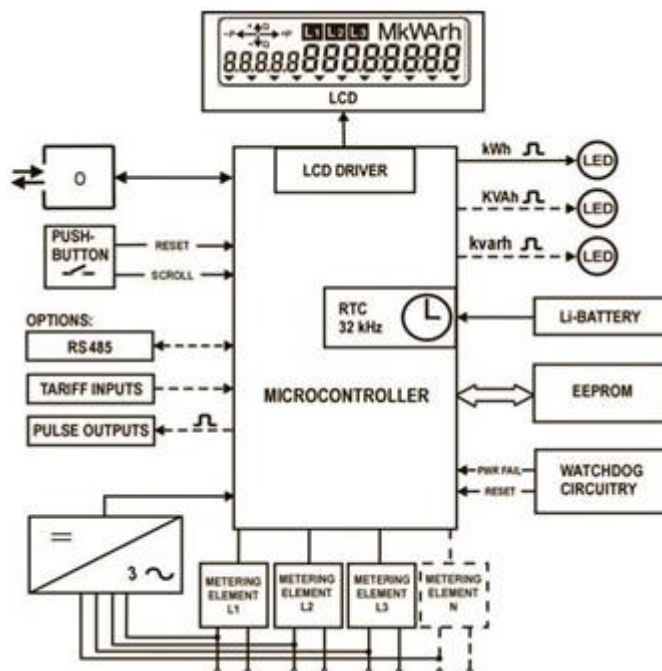 -P +Q +P -Q L1 L2 L3 MkWArh
88888 88888888
LCD
LCD DRIVER
kWh LED
KVAh LED
kvarh LED
O
PUSH-
BUTTON
RESET
SCROLL
OPTIONS:
RS485
TARIFF INPUTS
PULSE OUTPUTS
RTC
32 kHz
Li-BATTERY
MICROCONTROLLER
EEPROM
PWR FAIL
RESET
WATCHDOG
CIRCUITRY
3
METERING
ELEMENT
L1
METERING
ELEMENT
L2
METERING
ELEMENT
L3
METERING
ELEMENT
N